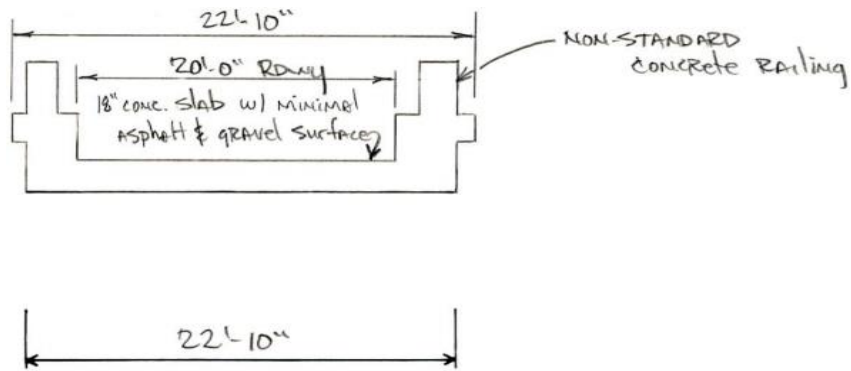 22'-10"
NON-STANDARD
CONCRETE RAiling
20'-0" RDWY
18" CONC. SlAb W/ MiNiMAl
ASphAlt & gRAVel SurfAce
22'-10"